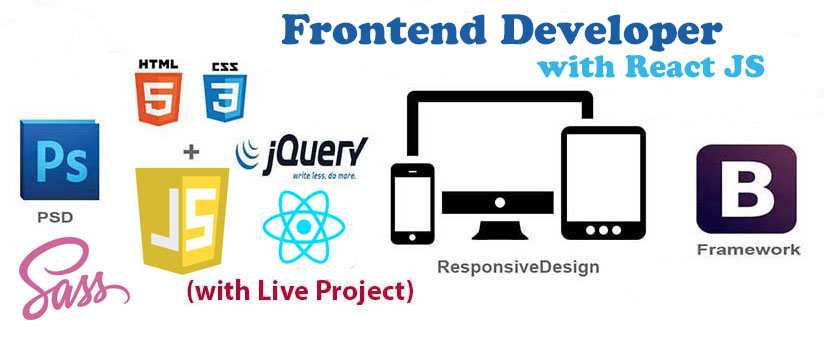 Frontend Developer
with React JS
HTML
5
CSS
3
Ps
PSD
+
JS
jQuery
write less, do more.
Sass
(with Live Project)
ResponsiveDesign
B
Framework